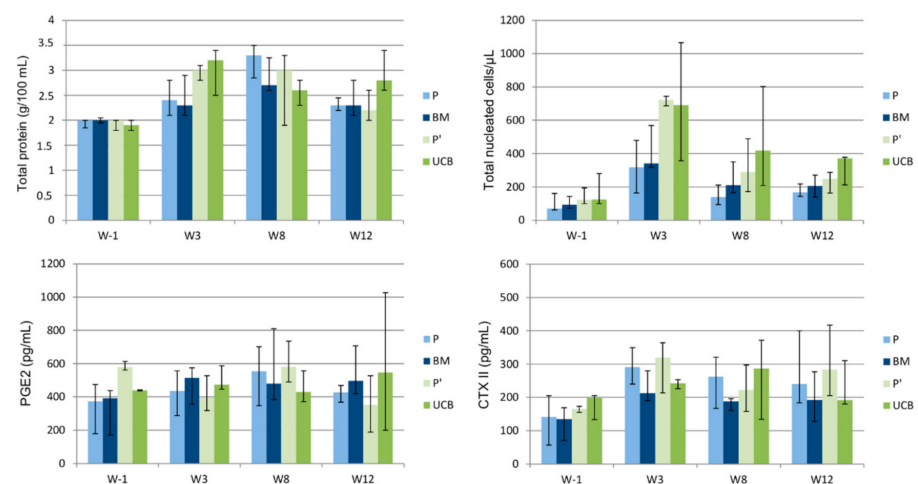 Total protein (g/100 mL)
4
3.5
3
2.5
2
1.5
1
0.5
0
W-1 W3 W8 W12
P
BM
P'
UCB
Total nucleated cells/µL
1200
1000
800
600
400
200
0
W-1 W3 W8 W12
P
BM
P'
UCB
PGE2 (pg/mL)
1200
1000
800
600
400
200
0
W-1 W3 W8 W12
P
BM
P'
UCB
CTX II (pg/mL)
600
500
400
300
200
100
0
W-1 W3 W8 W12
P
BM
P'
UCB